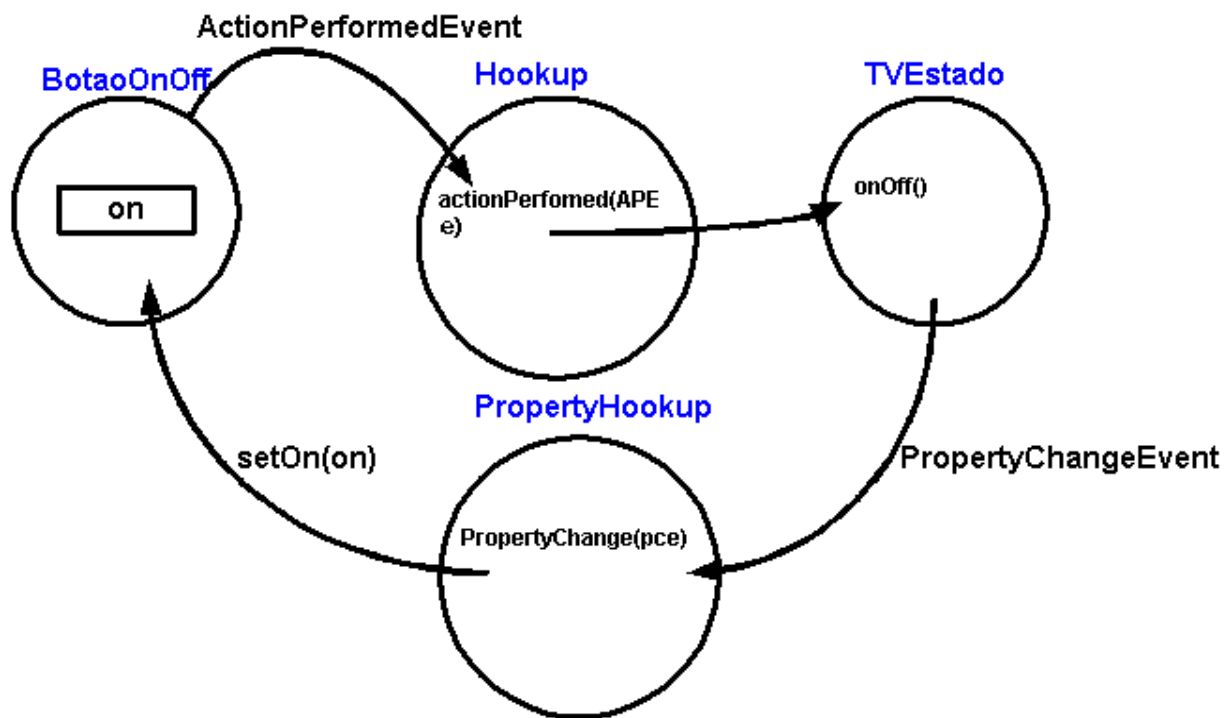 ActionPerformedEvent
BotaoOnOff
Hookup
TVEstado
on
actionPerfomed(APE
e)
onOff()
PropertyHookup
setOn(on)
PropertyChangeEvent
PropertyChange(pce)